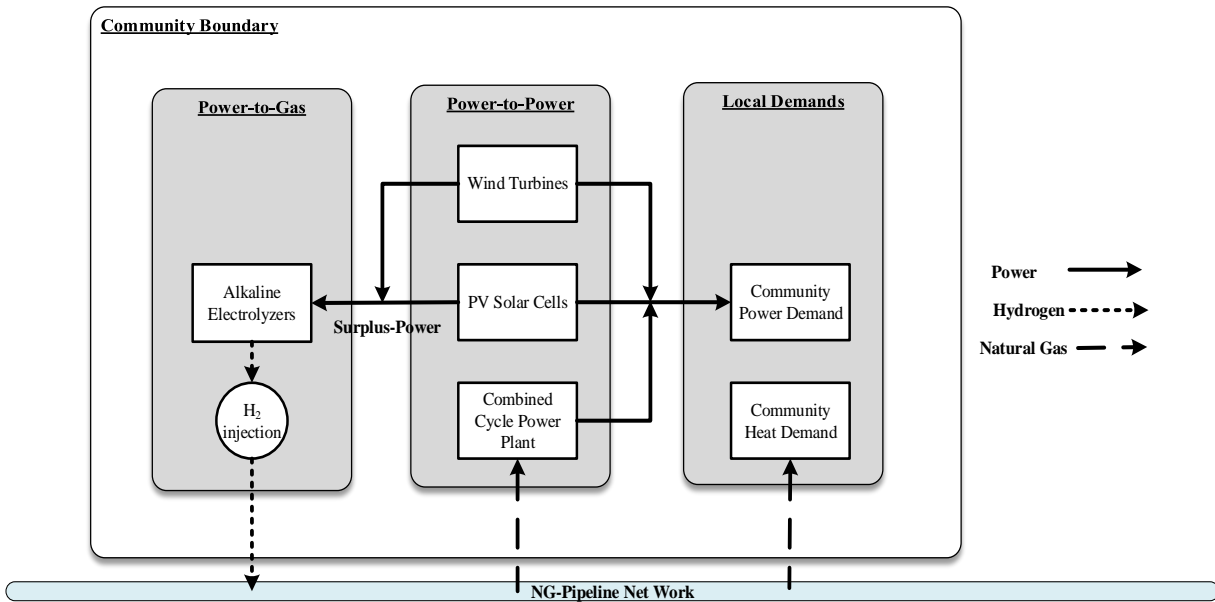 Community Boundary
Power-to-Gas
Power-to-Power
Local Demands
Wind Turbines
Alkaline
Electrolyzers
Surplus-Power
PV Solar Cells
Community
Power Demand
H2
injection
Combined
Cycle Power
Plant
Community
Heat Demand
Power
Hydrogen
Natural Gas
NG-Pipeline Net Work